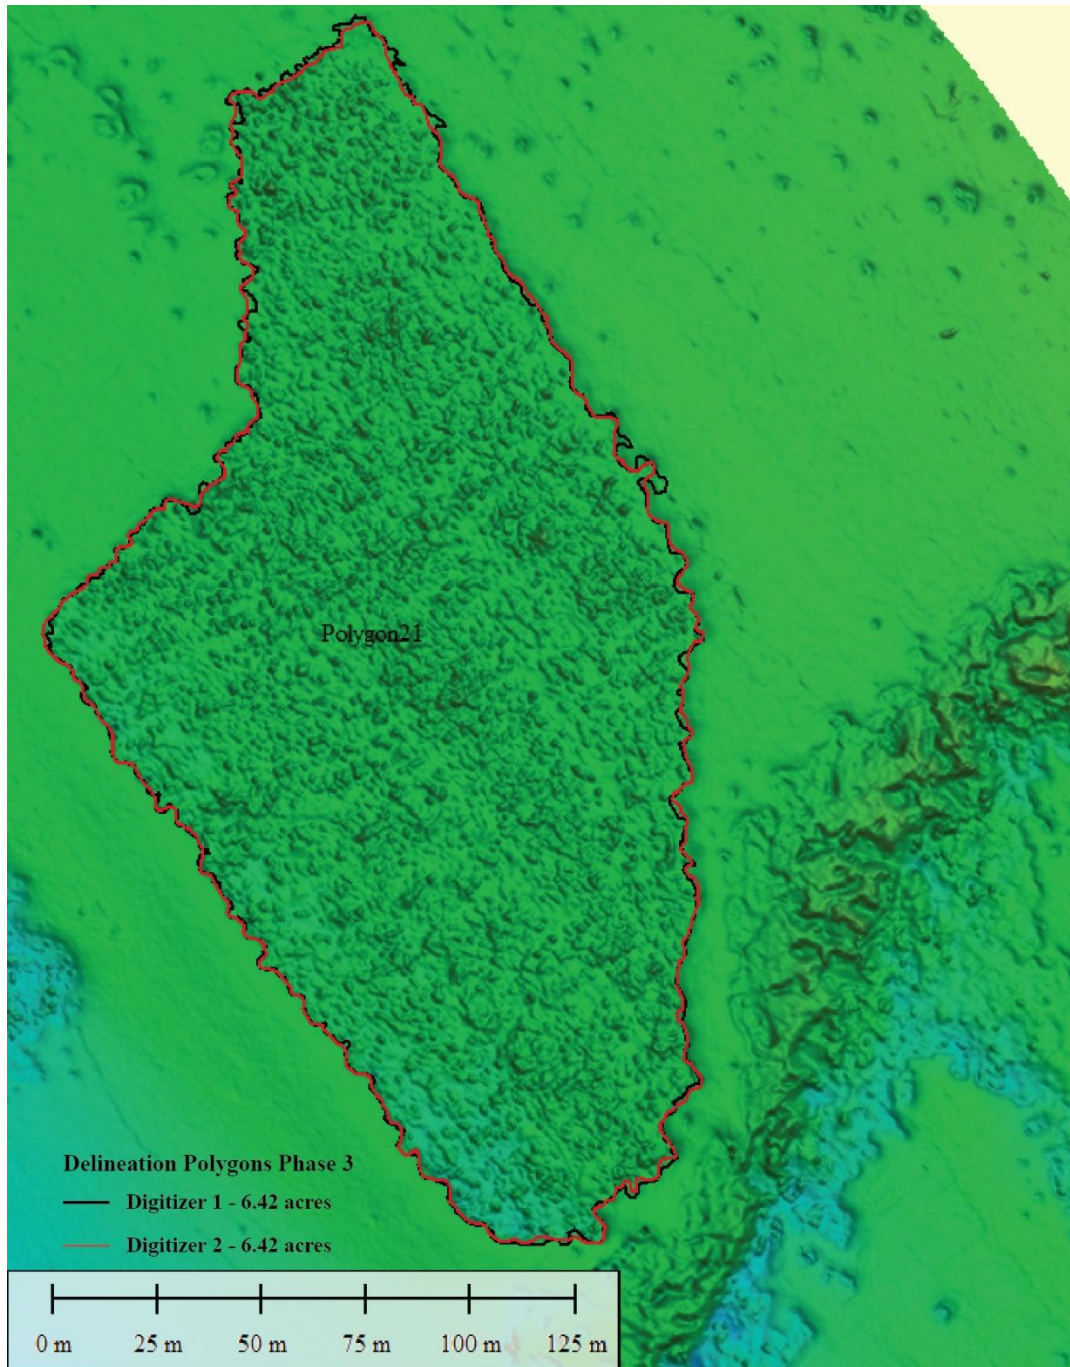 Polygon21
Delineation Polygons Phase 3
Digitizer 1 - 6.42 acres
Digitizer 2 - 6.42 acres
0 m 25 m 50 m 75 m 100 m 125 m